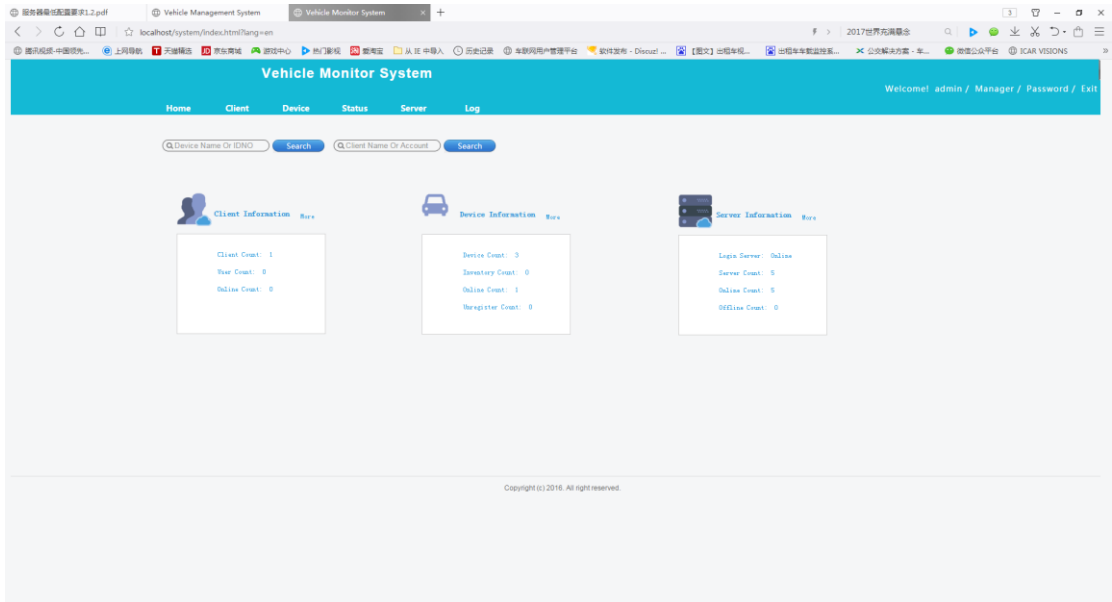 服务器最低配置要求1.2.pdf Vehicle Management System Vehicle Monitor System × +
3
localhost/system/index.html?lang=en 2017世界充满悬念
腾讯视频-中国领先... 上网导航 天猫精选 京东商城 游戏中心 热门影视 爱淘宝 从 IE 中导入 历史记录 车联网用户管理平台 软件发布 - Discuz! ... 【图文】出租车视... 出租车车载监控系... 公交解决方案 - 车... 微信公众平台 ICAR VISIONS »
Vehicle Monitor System
Welcome! admin / Manager / Password / Exit
Home Client Device Status Server Log
Device Name Or IDNO Search Client Name Or Account Search
Client Information More
Device Information More
Server Information More
Client Count: 1
User Count: 0
Online Count: 0
Device Count: 3
Inventory Count: 0
Online Count: 1
Unregister Count: 0
Login Server: Online
Server Count: 5
Online Count: 5
Offline Count: 0
Copyright (c) 2016. All right reserved.